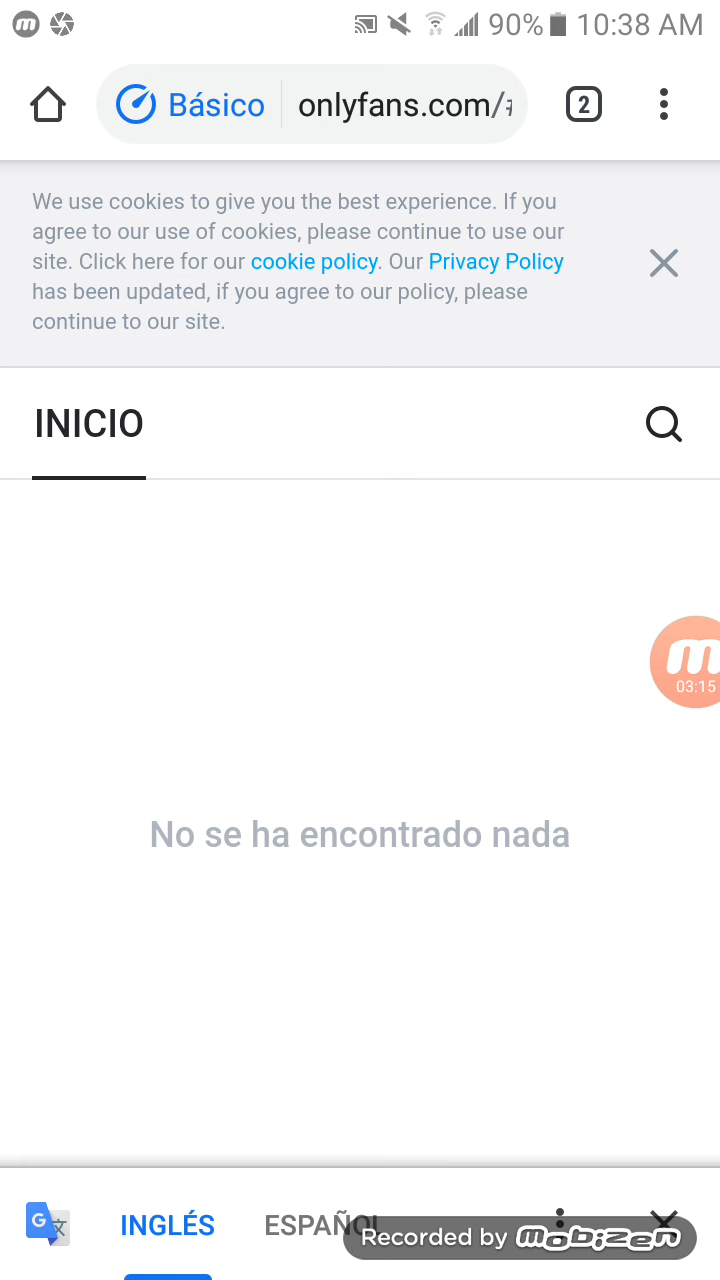 90% 10:38 AM
Básico onlyfans.com/ 2
We use cookies to give you the best experience. If you
agree to our use of cookies, please continue to use our
site. Click here for our cookie policy. Our Privacy Policy
has been updated, if you agree to our policy, please
continue to our site.
INICIO
m
03:15
No se ha encontrado nada
G 文 INGLÉS ESPAÑOL
Recorded by mobizen